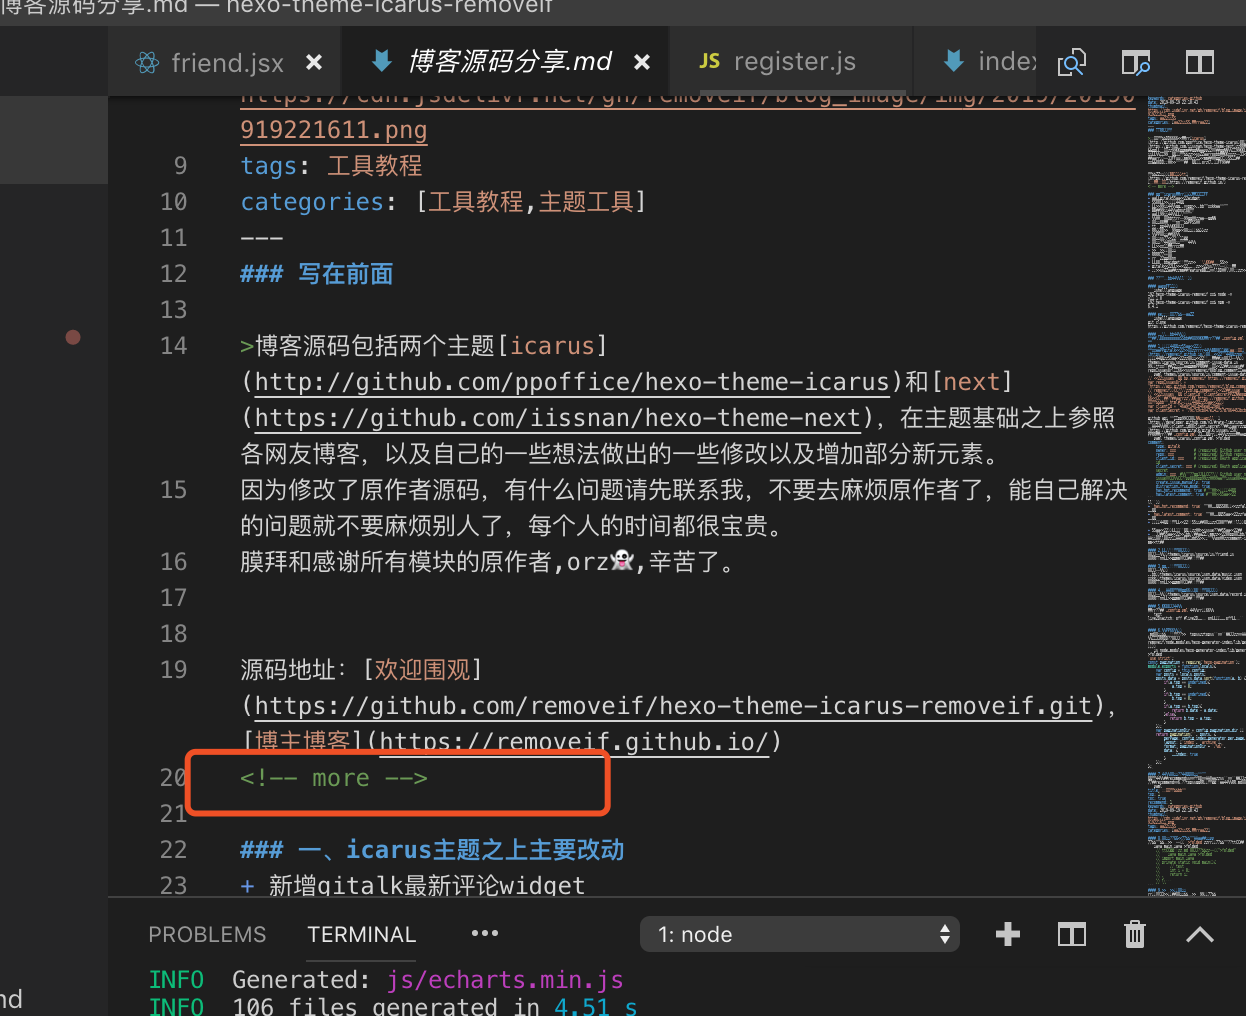 博客源码分享.md — hexo-theme-icarus-removeif
friend.jsx × 博客源码分享.md × JS register.js index
https://cdn.jsdelivr.net/gh/removeif/blog_image/img/2019/20190
919221611.png
9 tags: 工具教程
10 categories: [工具教程,主题工具]
11 ---
12 ### 写在前面
13
14 >博客源码包括两个主题[icarus]
(http://github.com/ppoffice/hexo-theme-icarus)和[next]
(https://github.com/iissnan/hexo-theme-next)，在主题基础之上参照
各网友博客，以及自己的一些想法做出的一些修改以及增加部分新元素。
15 因为修改了原作者源码，有什么问题请先联系我，不要去麻烦原作者了，能自己解决
的问题就不要麻烦别人了，每个人的时间都很宝贵。
16 膜拜和感谢所有模块的原作者,orz👻,辛苦了。
17
18
19 源码地址：[欢迎围观]
(https://github.com/removeif/hexo-theme-icarus-removeif.git)，
[博主博客](https://removeif.github.io/)
20 <!-- more -->
21
22 ### 一、icarus主题之上主要改动
23 + 新增gitalk最新评论widget
PROBLEMS TERMINAL ••• 1: node
INFO Generated: js/echarts.min.js
INFO 106 files generated in 4.51 s